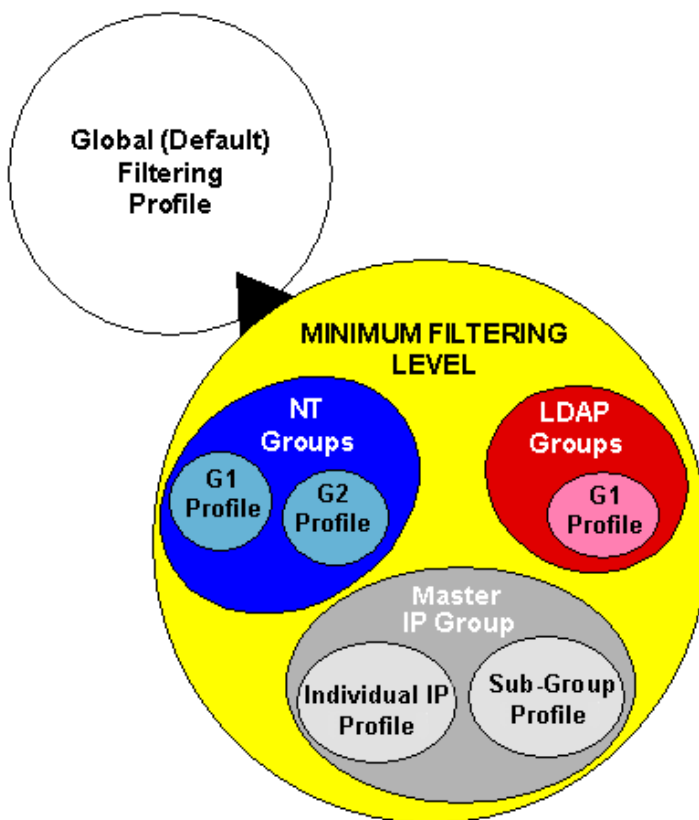 Global (Default)
Filtering
Profile
MINIMUM FILTERING
LEVEL
NT
Groups
G1
Profile
G2
Profile
LDAP
Groups
G1
Profile
Master
IP Group
Individual IP
Profile
Sub-Group
Profile